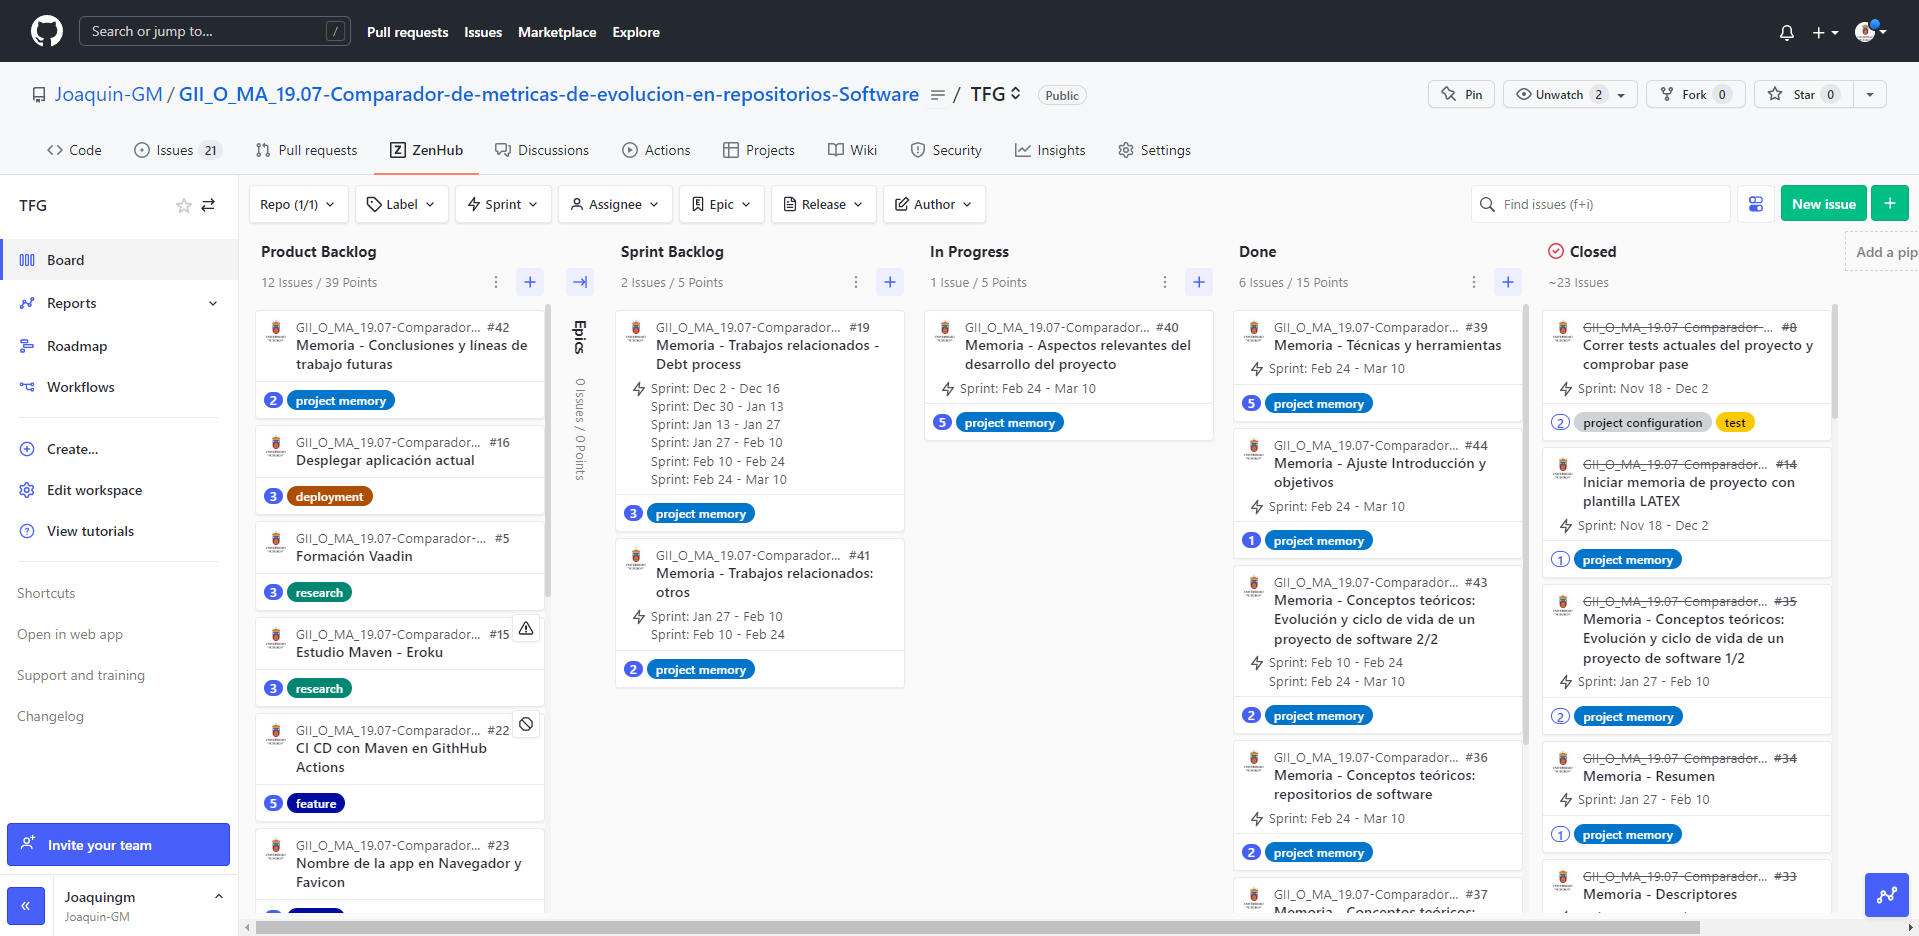 Search or jump to... /
Pull requests Issues Marketplace Explore
Joaquin-GM / GII_O_MA_19.07-Comparador-de-metricas-de-evolucion-en-repositorios-Software / TFG Public
Pin Unwatch 2 Fork 0 Star 0
Code Issues 21 Pull requests ZenHub Discussions Actions Projects Wiki Security Insights Settings
TFG
Board
Reports
Roadmap
Workflows
Create...
Edit workspace
View tutorials
Shortcuts
Open in web app
Support and training
Changelog
Invite your team
«
Joaquingm
Joaquin-GM
Repo (1/1) Label Sprint Assignee Epic Release Author
Find issues (f+i)
New issue +
Product Backlog
12 Issues / 39 Points
GII_O_MA_19.07-Comparador... #42
Memoria - Conclusiones y líneas de
trabajo futuras
2 project memory
GII_O_MA_19.07-Comparador... #16
Desplegar aplicación actual
3 deployment
GII_O_MA_19.07-Comparador-... #5
Formación Vaadin
3 research
GII_O_MA_19.07-Comparador... #15
Estudio Maven - Eroku
3 research
GII_O_MA_19.07-Comparador... #22
CI CD con Maven en GithHub
Actions
5 feature
GII_O_MA_19.07-Comparador... #23
Nombre de la app en Navegador y
Favicon
Epics
0 Issues / 0 Points
Sprint Backlog
2 Issues / 5 Points
GII_O_MA_19.07-Comparador... #19
Memoria - Trabajos relacionados -
Debt process
Sprint: Dec 2 - Dec 16
Sprint: Dec 30 - Jan 13
Sprint: Jan 13 - Jan 27
Sprint: Jan 27 - Feb 10
Sprint: Feb 10 - Feb 24
Sprint: Feb 24 - Mar 10
3 project memory
GII_O_MA_19.07-Comparador... #41
Memoria - Trabajos relacionados:
otros
Sprint: Jan 27 - Feb 10
Sprint: Feb 10 - Feb 24
2 project memory
In Progress
1 Issue / 5 Points
GII_O_MA_19.07-Comparador... #40
Memoria - Aspectos relevantes del
desarrollo del proyecto
Sprint: Feb 24 - Mar 10
5 project memory
Done
6 Issues / 15 Points
GII_O_MA_19.07-Comparador... #39
Memoria - Técnicas y herramientas
Sprint: Feb 24 - Mar 10
5 project memory
GII_O_MA_19.07-Comparador... #44
Memoria - Ajuste Introducción y
objetivos
Sprint: Feb 24 - Mar 10
1 project memory
GII_O_MA_19.07-Comparador... #43
Memoria - Conceptos teóricos:
Evolución y ciclo de vida de un
proyecto de software 2/2
Sprint: Feb 10 - Feb 24
Sprint: Feb 24 - Mar 10
2 project memory
GII_O_MA_19.07-Comparador... #36
Memoria - Conceptos teóricos:
repositorios de software
Sprint: Feb 24 - Mar 10
2 project memory
GII_O_MA_19.07-Comparador... #37
Memoria - Conceptos teóricos:
Closed
~23 Issues
GII_O_MA_19.07-Comparador-... #8
Correr tests actuales del proyecto y
comprobar pase
Sprint: Nov 18 - Dec 2
2 project configuration test
GII_O_MA_19.07-Comparador... #14
Iniciar memoria de proyecto con
plantilla LATEX
Sprint: Nov 18 - Dec 2
1 project memory
GII_O_MA_19.07-Comparador... #35
Memoria - Conceptos teóricos:
Evolución y ciclo de vida de un
proyecto de software 1/2
Sprint: Jan 27 - Feb 10
2 project memory
GII_O_MA_19.07-Comparador... #34
Memoria - Resumen
Sprint: Jan 27 - Feb 10
1 project memory
GII_O_MA_19.07-Comparador... #33
Memoria - Descriptores
Add a pip